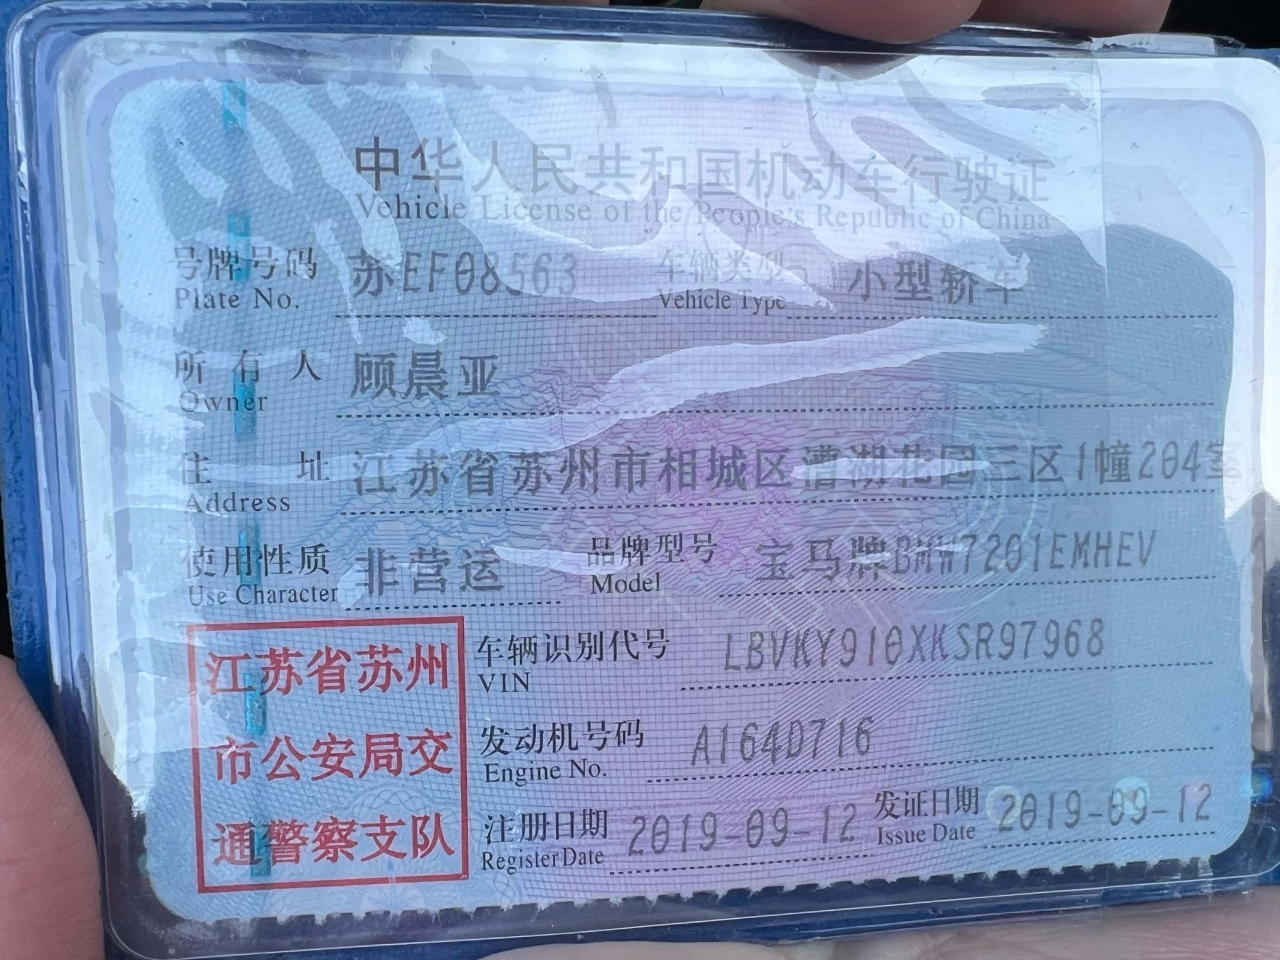 中华人民共和国机动车行驶证
Vehicle License of the People's Republic of China
号牌号码 苏EF08563 车辆类型 小型轿车
Plate No. Vehicle Type
所有人 顾晨亚
Owner
住址 江苏省苏州市相城区漕湖花园三区1幢204室
Address
使用性质 非营运 品牌型号 宝马牌BMW7201EMHEV
Use Character Model
江苏省苏州
市公安局交
通警察支队
车辆识别代号 LBVKY910XKSR97968
VIN
发动机号码 A164D716
Engine No.
注册日期 2019-09-12 发证日期 2019-09-12
Register Date Issue Date